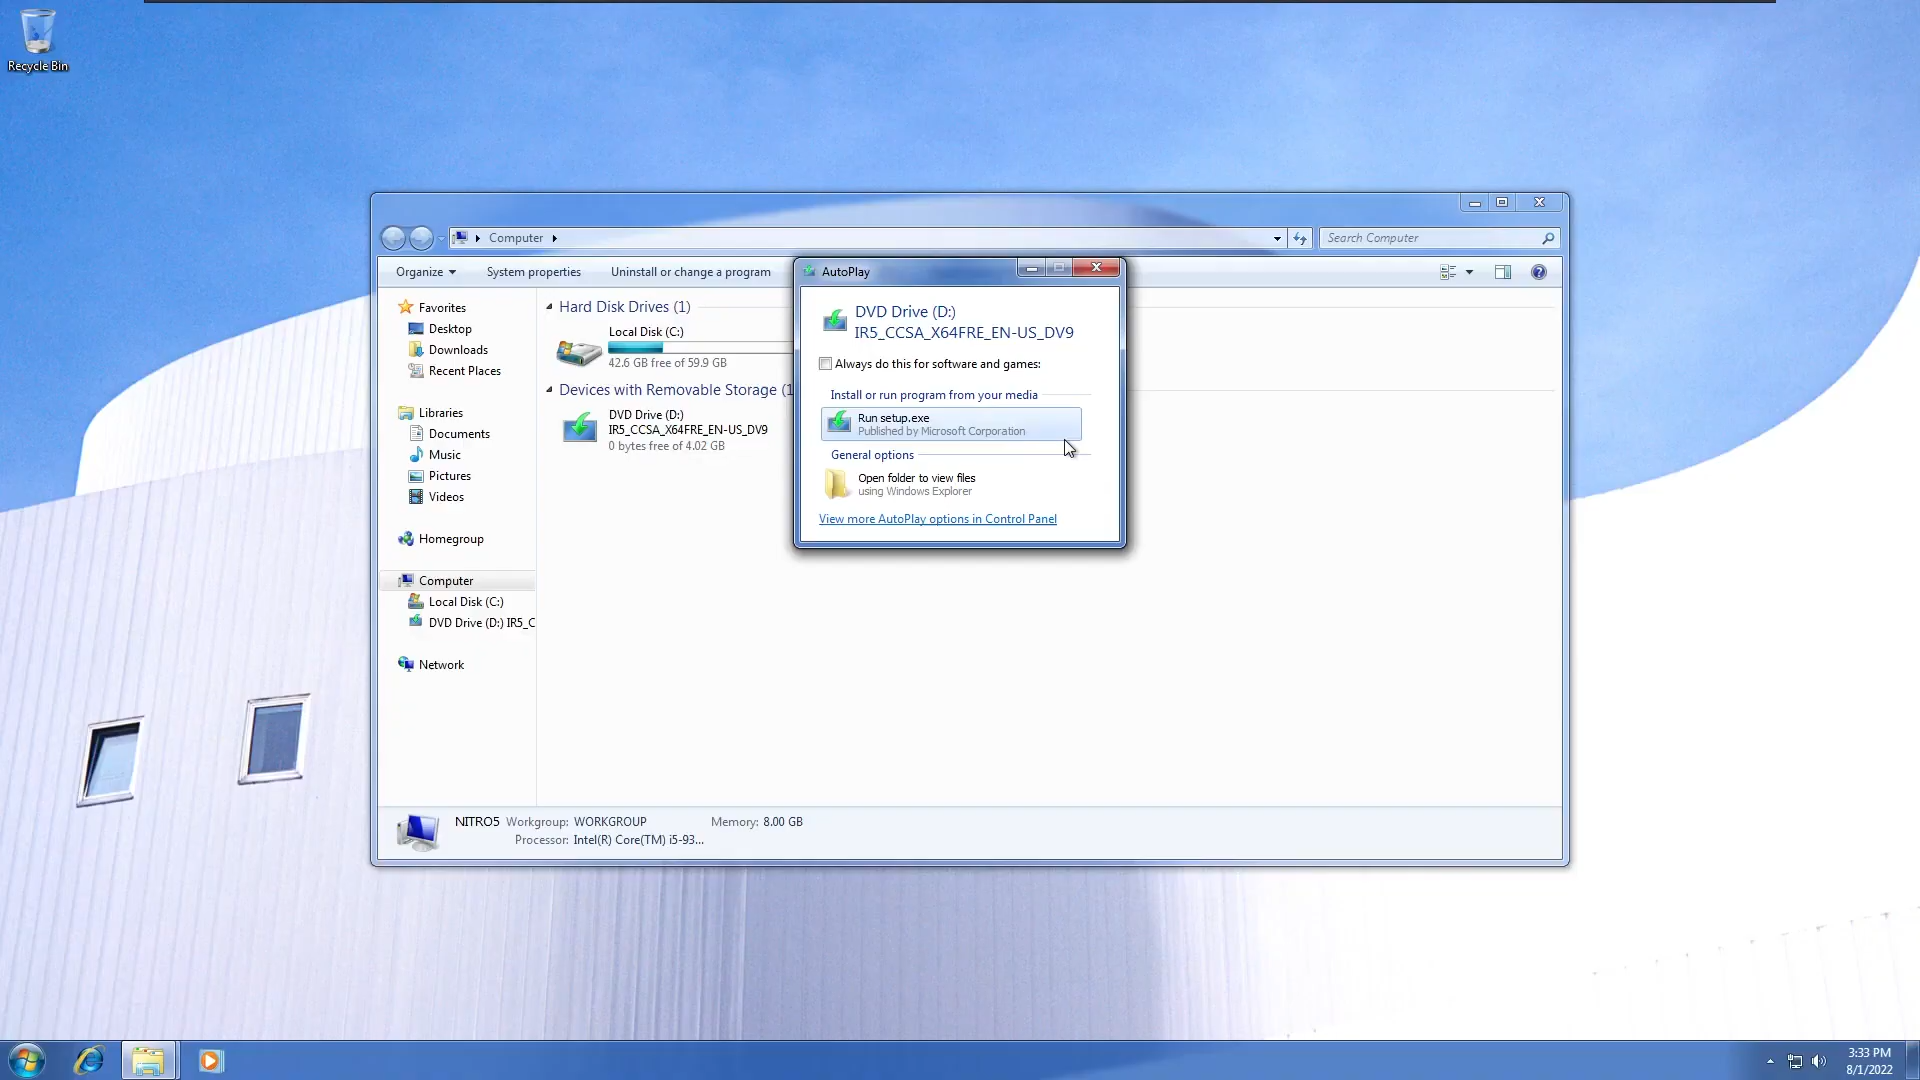 Recycle Bin
Computer
Search Computer
Organize
System properties
Uninstall or change a program
Favorites
Desktop
Downloads
Recent Places
Libraries
Documents
Music
Pictures
Videos
Homegroup
Computer
Local Disk (C:)
DVD Drive (D:) IR5_C
Network
Hard Disk Drives (1)
Local Disk (C:)
42.6 GB free of 59.9 GB
Devices with Removable Storage (1
DVD Drive (D:)
IR5_CCSA_X64FRE_EN-US_DV9
0 bytes free of 4.02 GB
AutoPlay
DVD Drive (D:)
IR5_CCSA_X64FRE_EN-US_DV9
Always do this for software and games:
Install or run program from your media
Run setup.exe
Published by Microsoft Corporation
General options
Open folder to view files
using Windows Explorer
View more AutoPlay options in Control Panel
NITRO5 Workgroup: WORKGROUP Memory: 8.00 GB
Processor: Intel(R) Core(TM) i5-93...
3:33 PM
8/1/2022